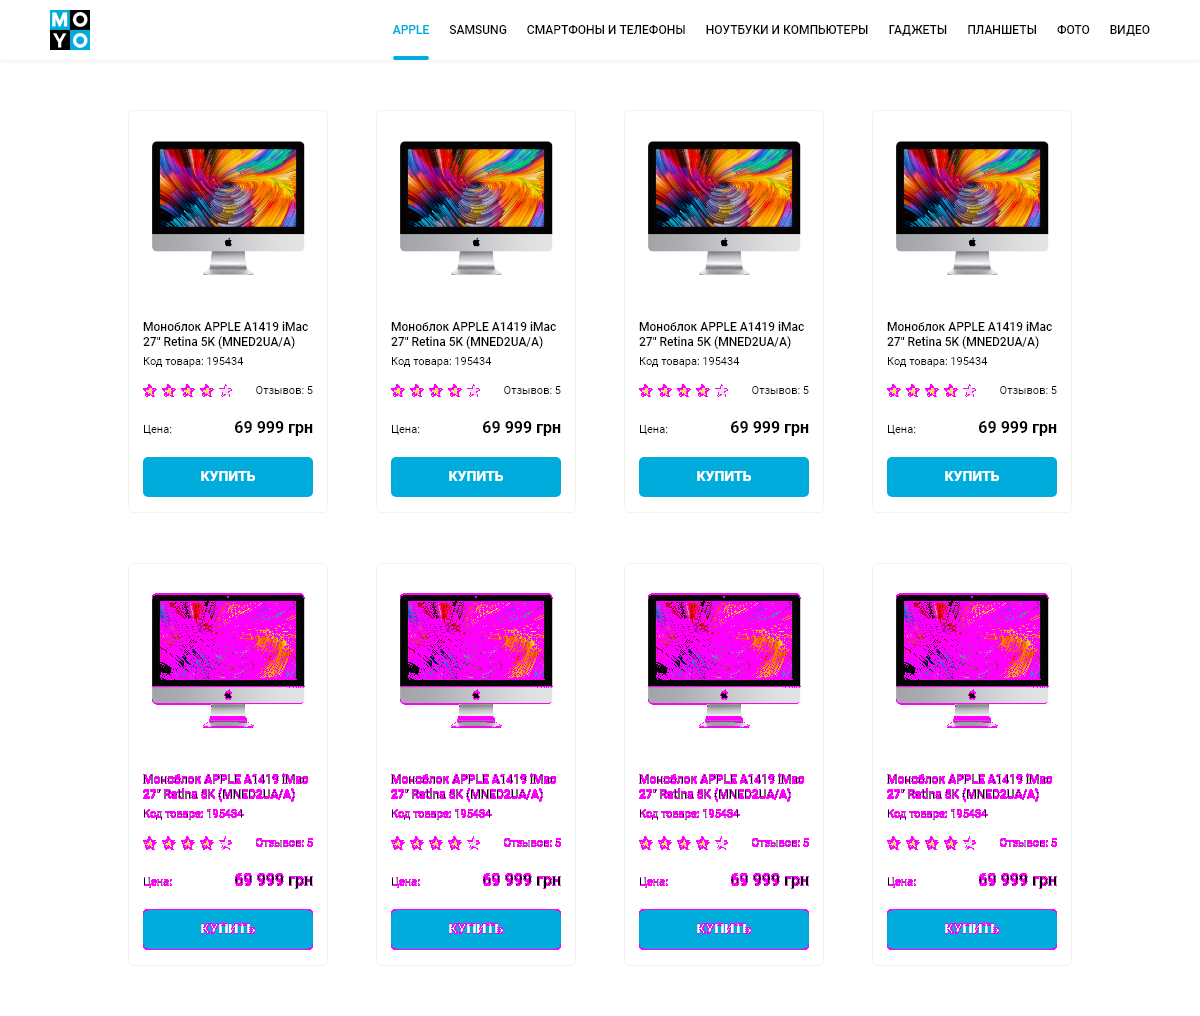 MO
YO
APPLE SAMSUNG СМАРТФОНЫ И ТЕЛЕФОНЫ НОУТБУКИ И КОМПЬЮТЕРЫ ГАДЖЕТЫ ПЛАНШЕТЫ ФОТО ВИДЕО
Моноблок APPLE A1419 iMac Моноблок APPLE A1419 iMac Моноблок APPLE A1419 iMac Моноблок APPLE A1419 iMac
27" Retina 5K (MNED2UA/A) 27" Retina 5K (MNED2UA/A) 27" Retina 5K (MNED2UA/A) 27" Retina 5K (MNED2UA/A)
Код товара: 195434 Код товара: 195434 Код товара: 195434 Код товара: 195434
Отзывов: 5 Отзывов: 5 Отзывов: 5 Отзывов: 5
Цена: 69 999 грн Цена: 69 999 грн Цена: 69 999 грн Цена: 69 999 грн
КУПИТЬ КУПИТЬ КУПИТЬ КУПИТЬ
Моноблок APPLE A1419 iMac Моноблок APPLE A1419 iMac Моноблок APPLE A1419 iMac Моноблок APPLE A1419 iMac
27" Retina 5K (MNED2UA/A) 27" Retina 5K (MNED2UA/A) 27" Retina 5K (MNED2UA/A) 27" Retina 5K (MNED2UA/A)
Код товара: 195434 Код товара: 195434 Код товара: 195434 Код товара: 195434
Отзывов: 5 Отзывов: 5 Отзывов: 5 Отзывов: 5
Цена: 69 999 грн Цена: 69 999 грн Цена: 69 999 грн Цена: 69 999 грн
КУПИТЬ КУПИТЬ КУПИТЬ КУПИТЬ